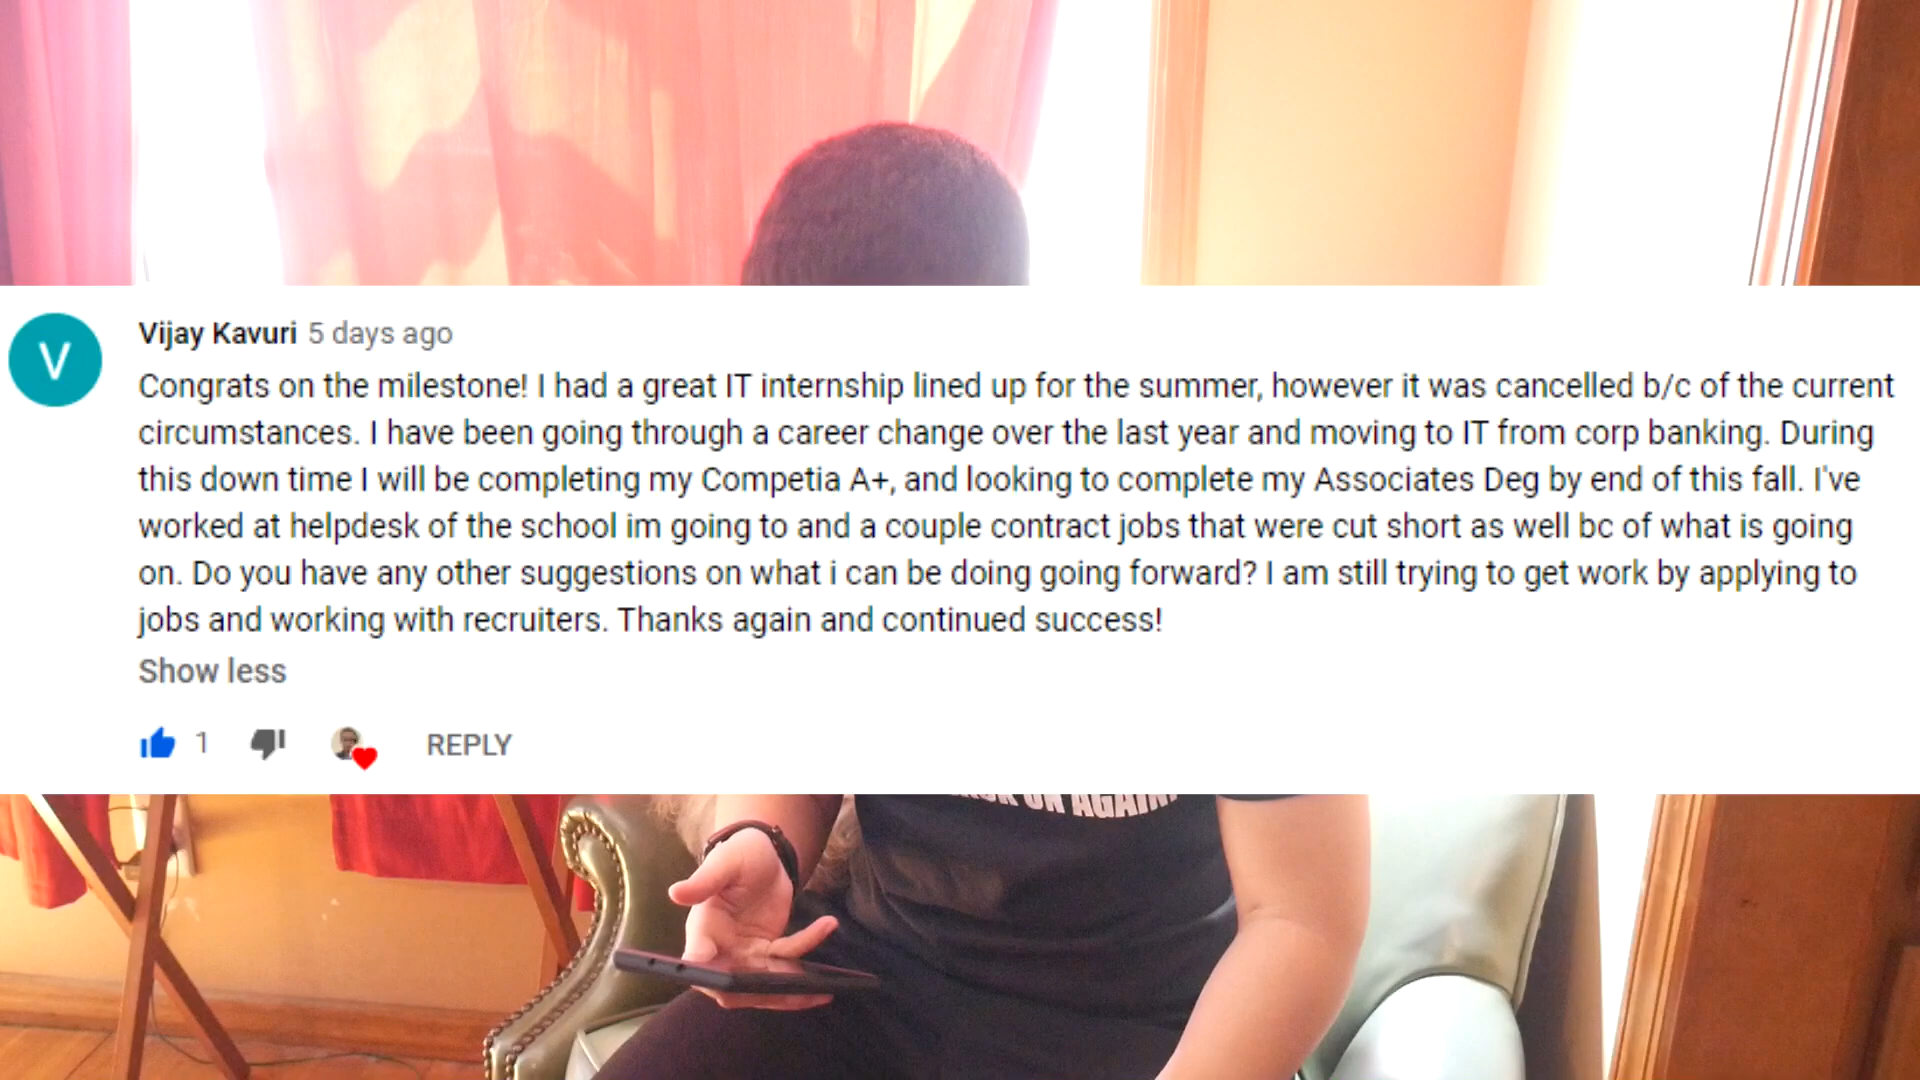 Vijay Kavuri 5 days ago
Congrats on the milestone! I had a great IT internship lined up for the summer, however it was cancelled b/c of the current
circumstances. I have been going through a career change over the last year and moving to IT from corp banking. During
this down time I will be completing my Competia A+, and looking to complete my Associates Deg by end of this fall. I've
worked at helpdesk of the school im going to and a couple contract jobs that were cut short as well bc of what is going
on. Do you have any other suggestions on what i can be doing going forward? I am still trying to get work by applying to
jobs and working with recruiters. Thanks again and continued success!
Show less
1 REPLY
V
ON AGAIN